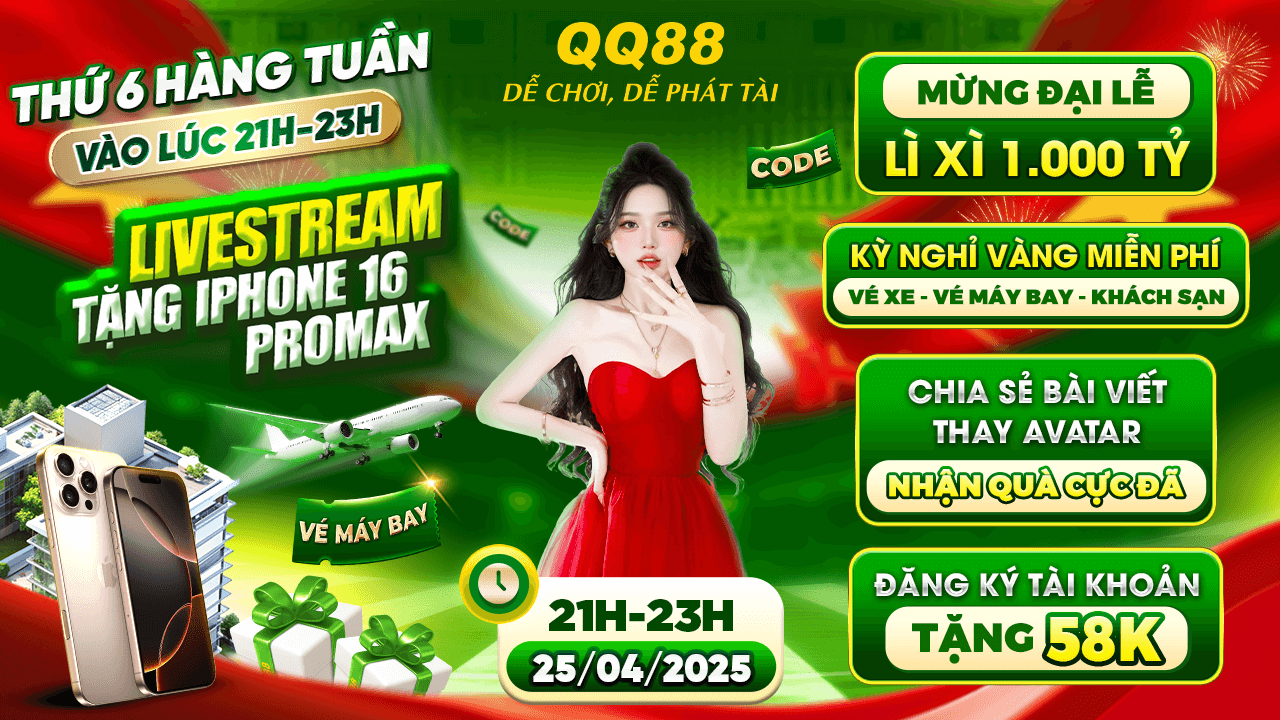 QQ88
DỄ CHƠI, DỄ PHÁT TÀI
THỨ 6 HÀNG TUẦN
VÀO LÚC 21H-23H
LIVESTREAM
TẶNG IPHONE 16
PROMAX
CODE
CODE
VÉ MÁY BAY
21H-23H
25/04/2025
MỪNG ĐẠI LỄ
LÌ XÌ 1.000 TỶ
KỲ NGHỈ VÀNG MIỄN PHÍ
VÉ XE - VÉ MÁY BAY - KHÁCH SẠN
CHIA SẺ BÀI VIẾT
THAY AVATAR
NHẬN QUÀ CỰC ĐÃ
ĐĂNG KÝ TÀI KHOẢN
TẶNG 58K